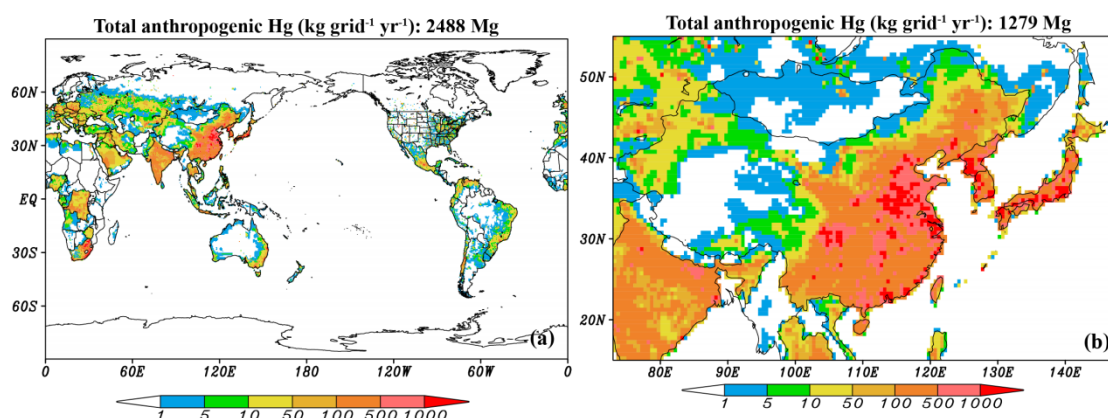 Total anthropogenic Hg (kg grid⁻¹ yr⁻¹): 2488 Mg
60N
30N
EQ
30S
60S
0 60E 120E 180 120W 60W 0
(a)
1 5 10 50 100 500 1000
Total anthropogenic Hg (kg grid⁻¹ yr⁻¹): 1279 Mg
50N
40N
30N
20N
80E 90E 100E 110E 120E 130E 140E
(b)
1 5 10 50 100 500 1000